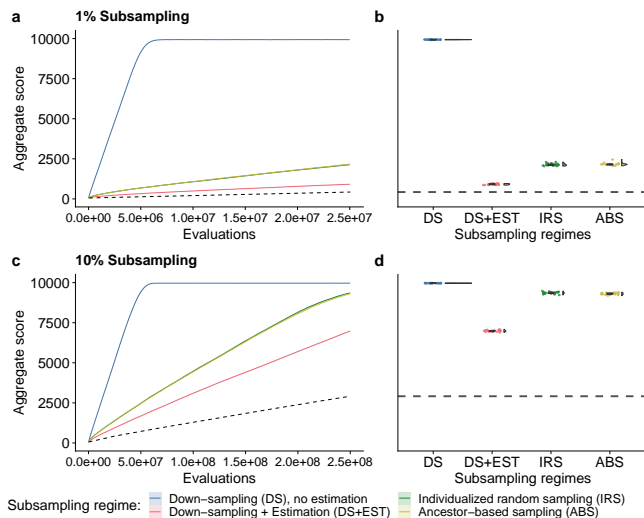 a 1% Subsampling
Aggregate score
10000
7500
5000
2500
0
0.0e+00 5.0e+06 1.0e+07 1.5e+07 2.0e+07 2.5e+07
Evaluations
b
DS DS+EST IRS ABS
Subsampling regimes
c 10% Subsampling
Aggregate score
10000
7500
5000
2500
0
0.0e+00 5.0e+07 1.0e+08 1.5e+08 2.0e+08 2.5e+08
Evaluations
d
DS DS+EST IRS ABS
Subsampling regimes
Subsampling regime: Down−sampling (DS), no estimation Individualized random sampling (IRS)
Down−sampling + Estimation (DS+EST) Ancestor−based sampling (ABS)